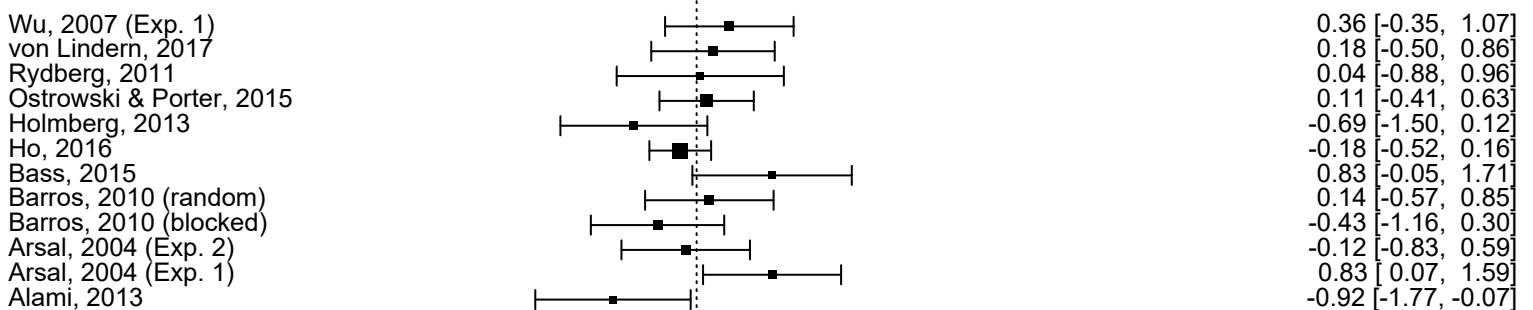 Wu, 2007 (Exp. 1) 0.36 [-0.35, 1.07]
von Lindern, 2017 0.18 [-0.50, 0.86]
Rydberg, 2011 0.04 [-0.88, 0.96]
Ostrowski & Porter, 2015 0.11 [-0.41, 0.63]
Holmberg, 2013 -0.69 [-1.50, 0.12]
Ho, 2016 -0.18 [-0.52, 0.16]
Bass, 2015 0.83 [-0.05, 1.71]
Barros, 2010 (random) 0.14 [-0.57, 0.85]
Barros, 2010 (blocked) -0.43 [-1.16, 0.30]
Arsal, 2004 (Exp. 2) -0.12 [-0.83, 0.59]
Arsal, 2004 (Exp. 1) 0.83 [ 0.07, 1.59]
Alami, 2013 -0.92 [-1.77, -0.07]